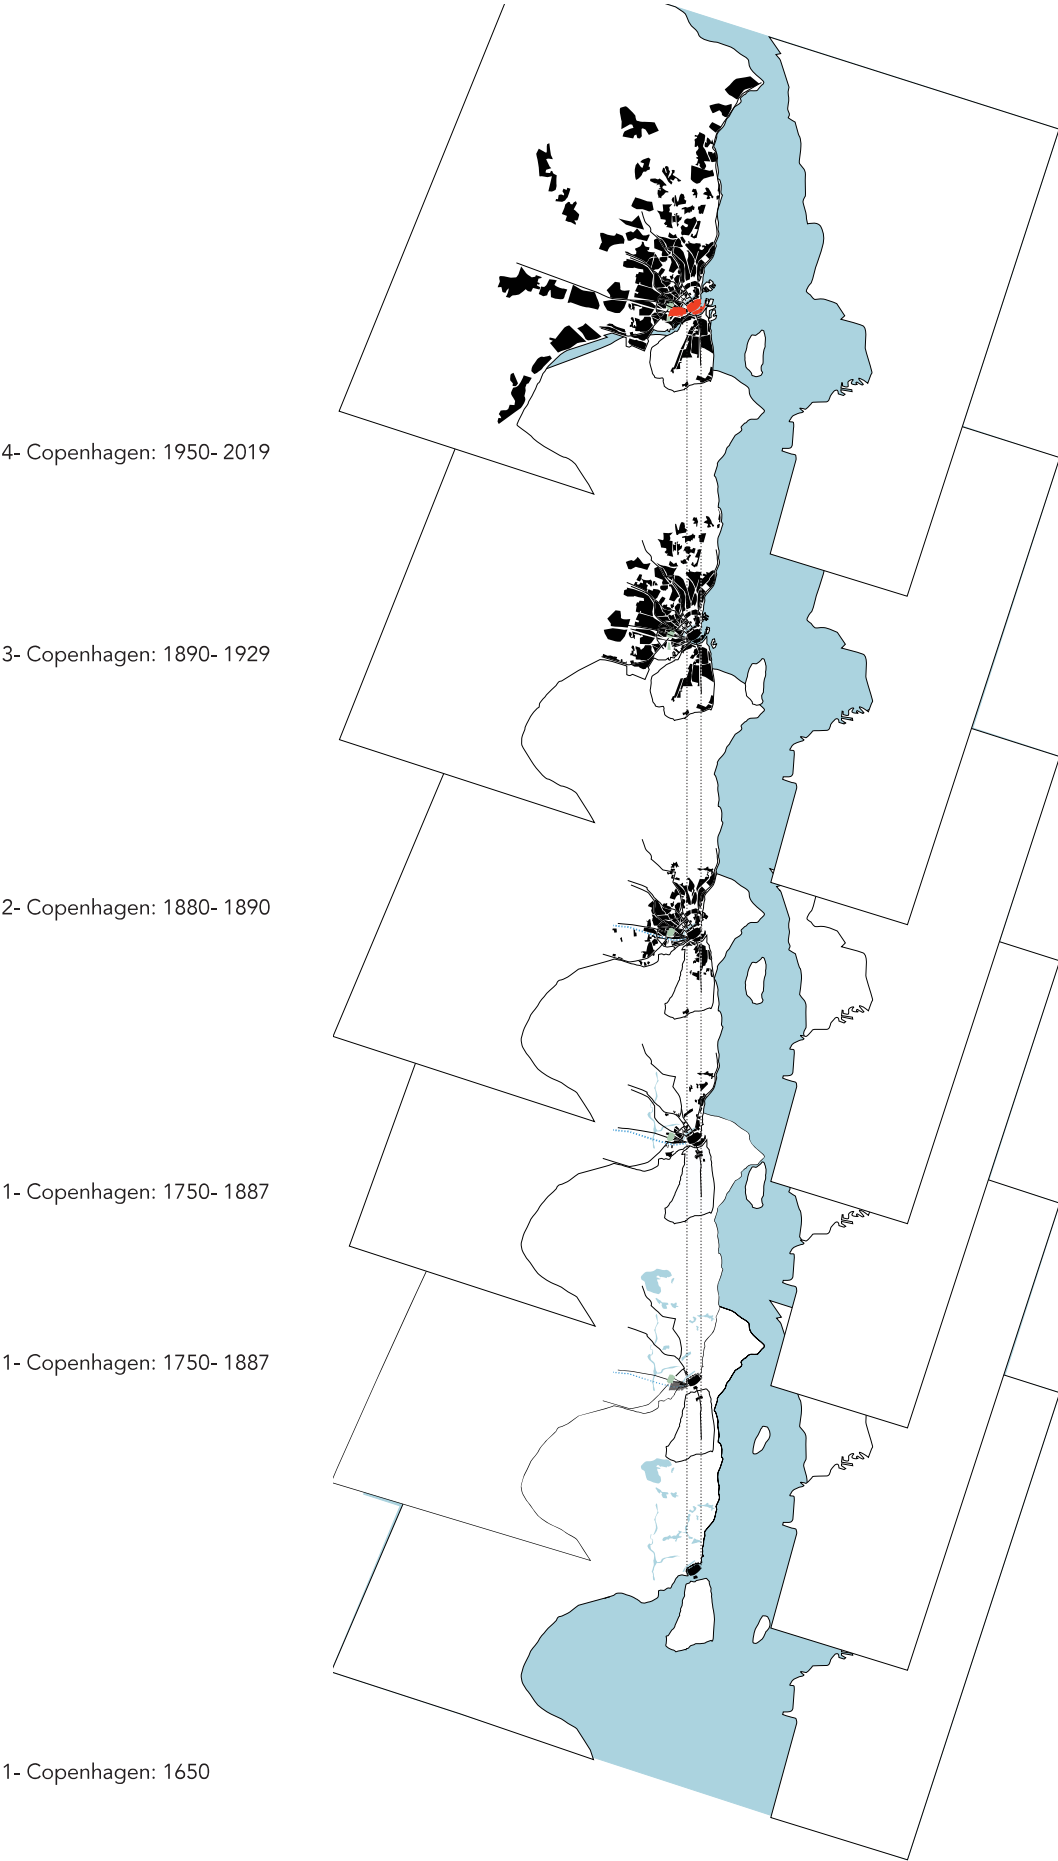 4- Copenhagen: 1950- 2019
3- Copenhagen: 1890- 1929
2- Copenhagen: 1880- 1890
1- Copenhagen: 1750- 1887
1- Copenhagen: 1750- 1887
1- Copenhagen: 1650